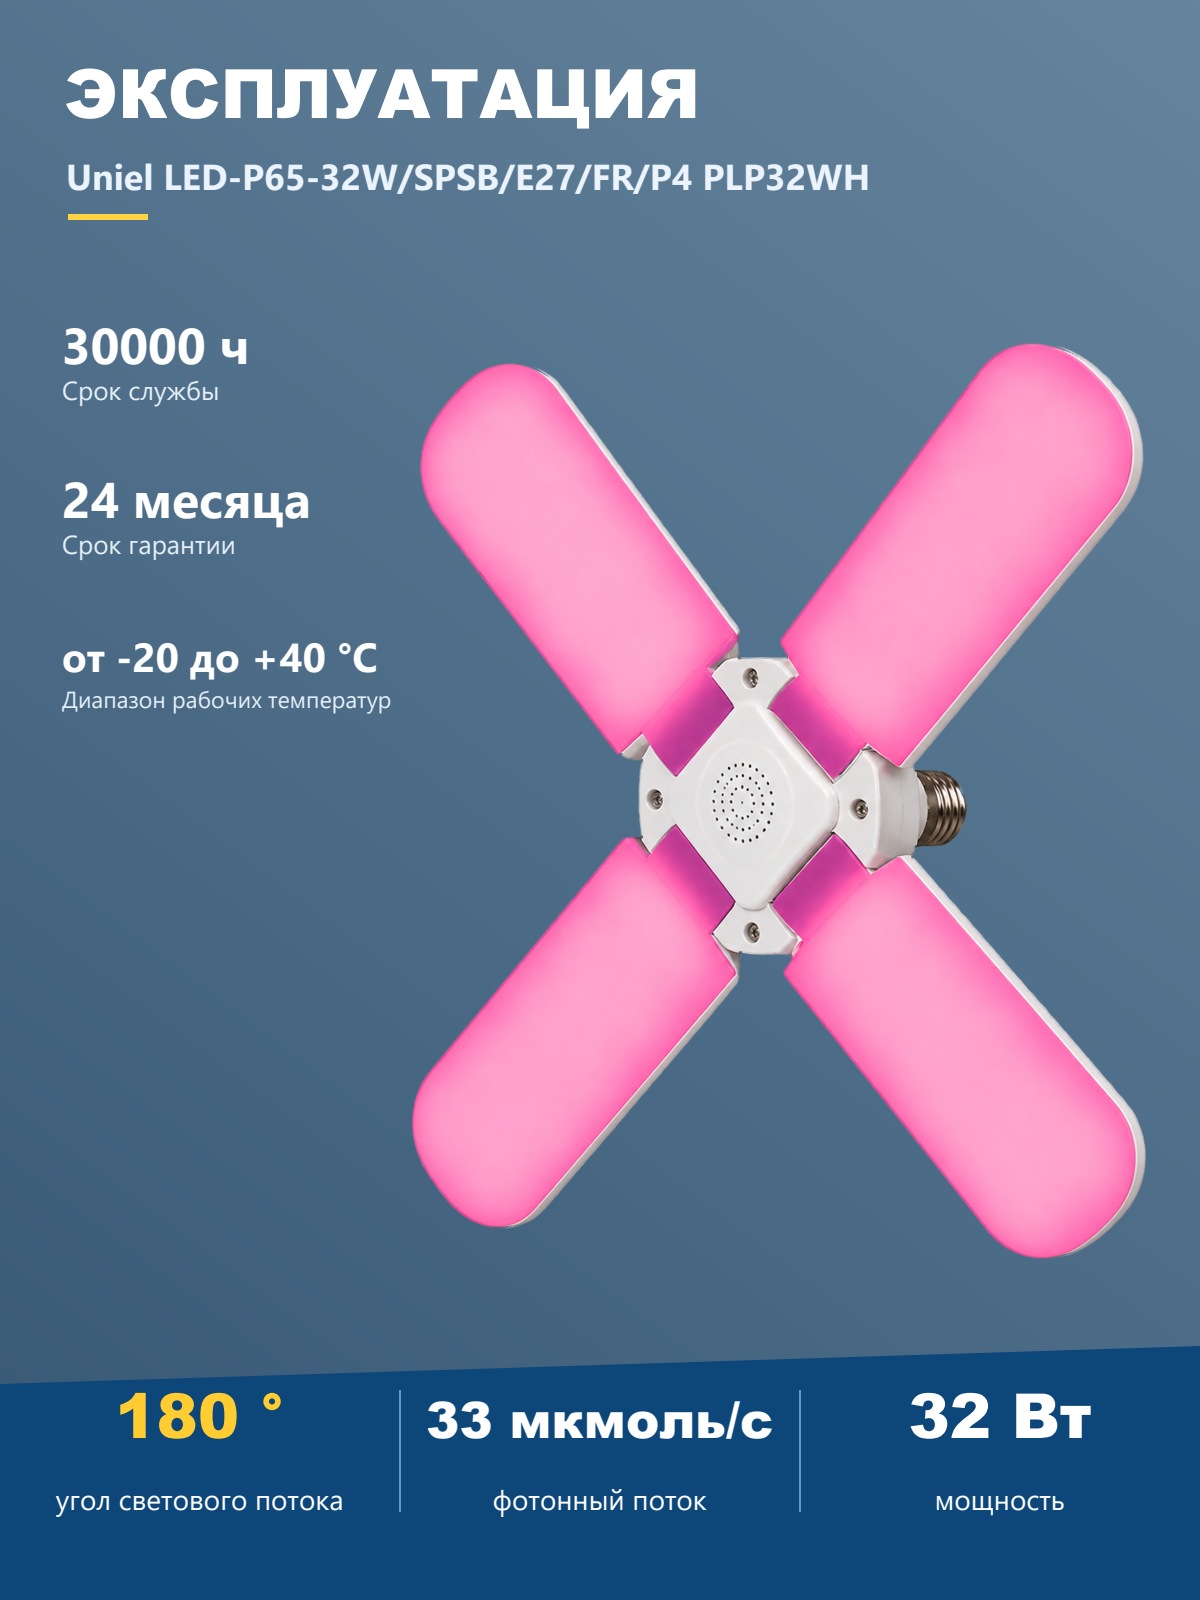 ЭКСПЛУАТАЦИЯ
Uniel LED-P65-32W/SPSB/E27/FR/P4 PLP32WH
30000 ч
Срок службы
24 месяца
Срок гарантии
от -20 до +40 °C
Диапазон рабочих температур
180 °
угол светового потока
33 мкмоль/с
фотонный поток
32 Вт
мощность